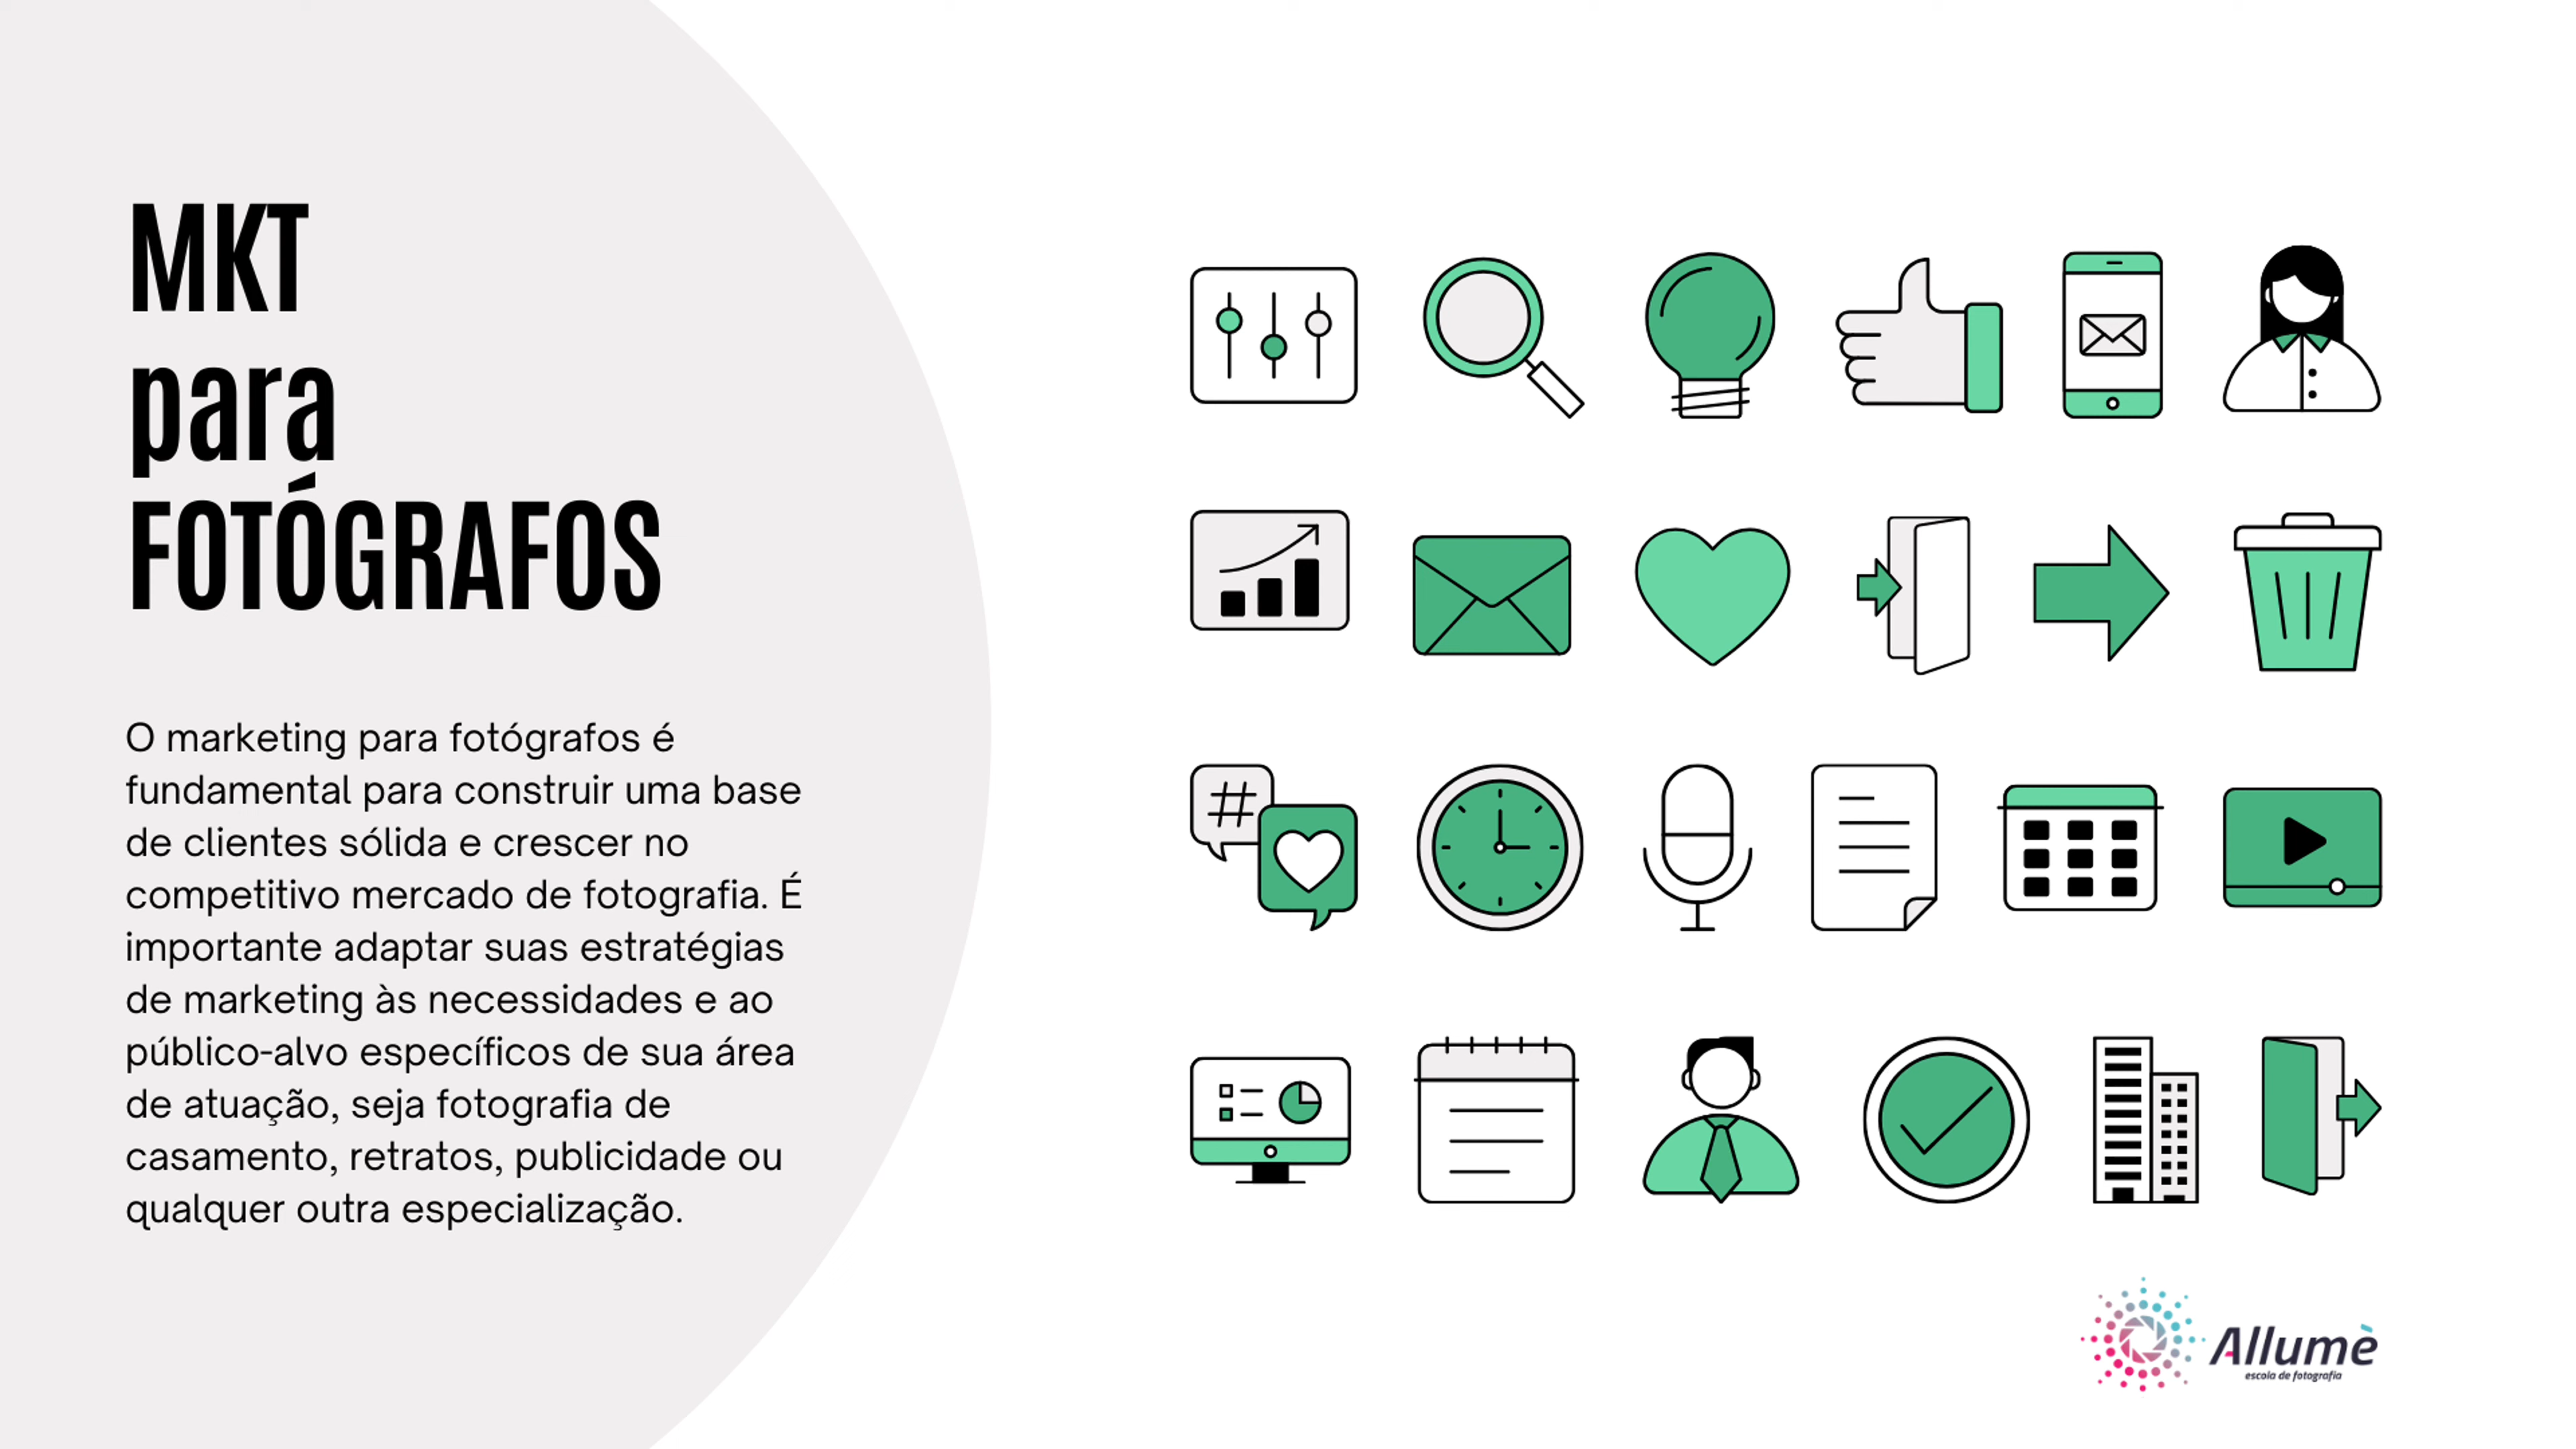 MKT
para
FOTÓGRAFOS
O marketing para fotógrafos é
fundamental para construir uma base
de clientes sólida e crescer no
competitivo mercado de fotografia. É
importante adaptar suas estratégias
de marketing às necessidades e ao
público-alvo específicos de sua área
de atuação, seja fotografia de
casamento, retratos, publicidade ou
qualquer outra especialização.
#
Allumè
escola de fotografia